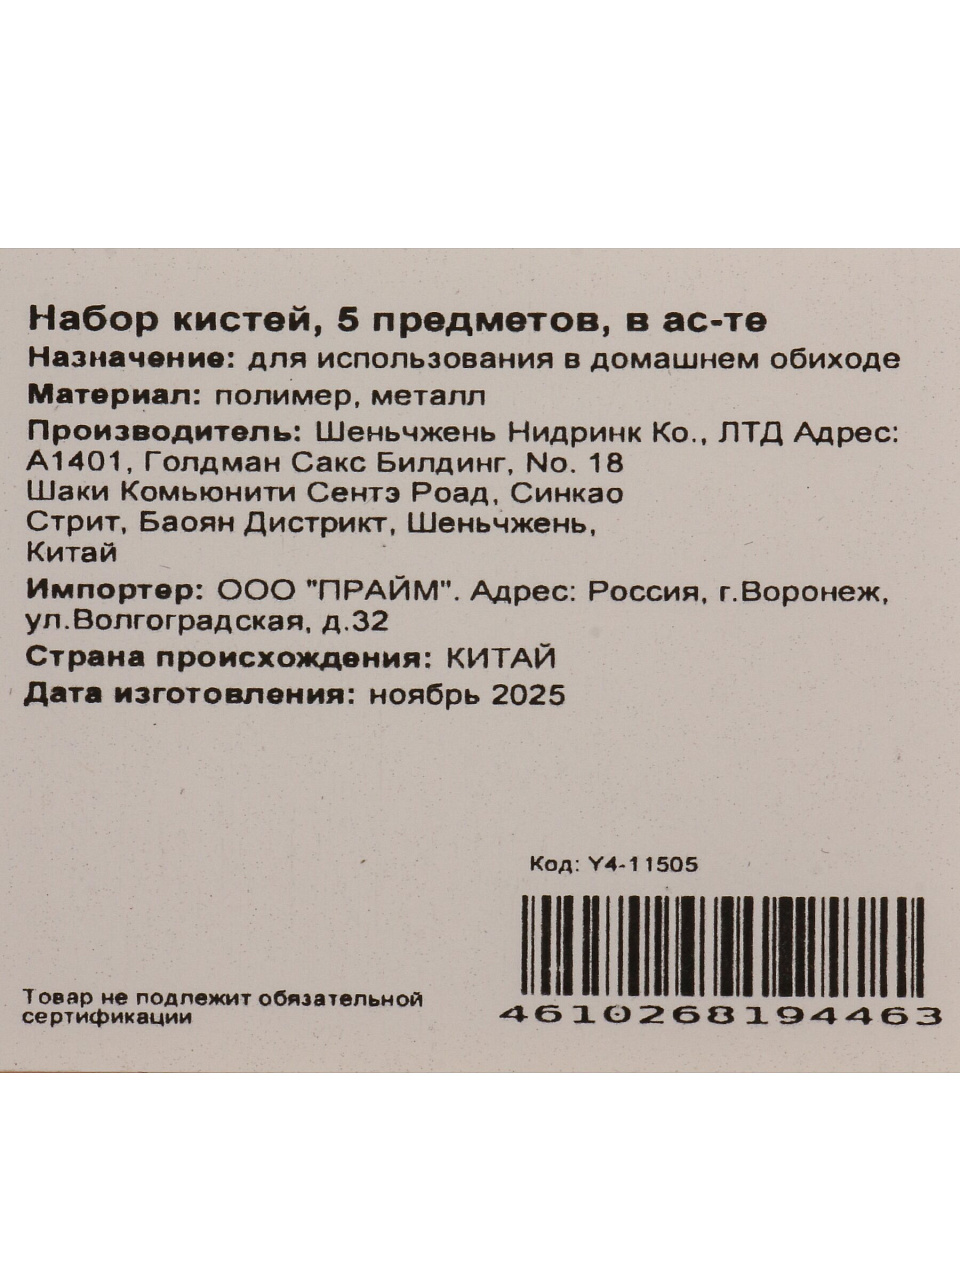 Набор кистей, 5 предметов, в ас-те
Назначение: для использования в домашнем обиходе
Материал: полимер, металл
Производитель: Шеньчжень Нидринк Ко., ЛТД Адрес:
А1401, Голдман Сакс Билдинг, No. 18
Шаки Комьюнити Сентэ Роад, Синкао
Стрит, Баоян Дистрикт, Шеньчжень,
Китай
Импортер: ООО "ПРАЙМ". Адрес: Россия, г.Воронеж,
ул.Волгоградская, д.32
Страна происхождения: КИТАЙ
Дата изготовления: ноябрь 2025
Код: Y4-11505
Товар не подлежит обязательной
сертификации
4610268194463